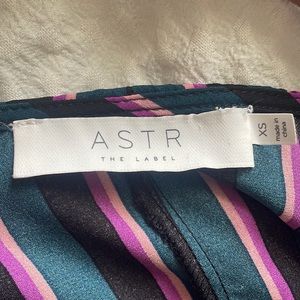 ASTR
THE LABEL
XS
made in
china